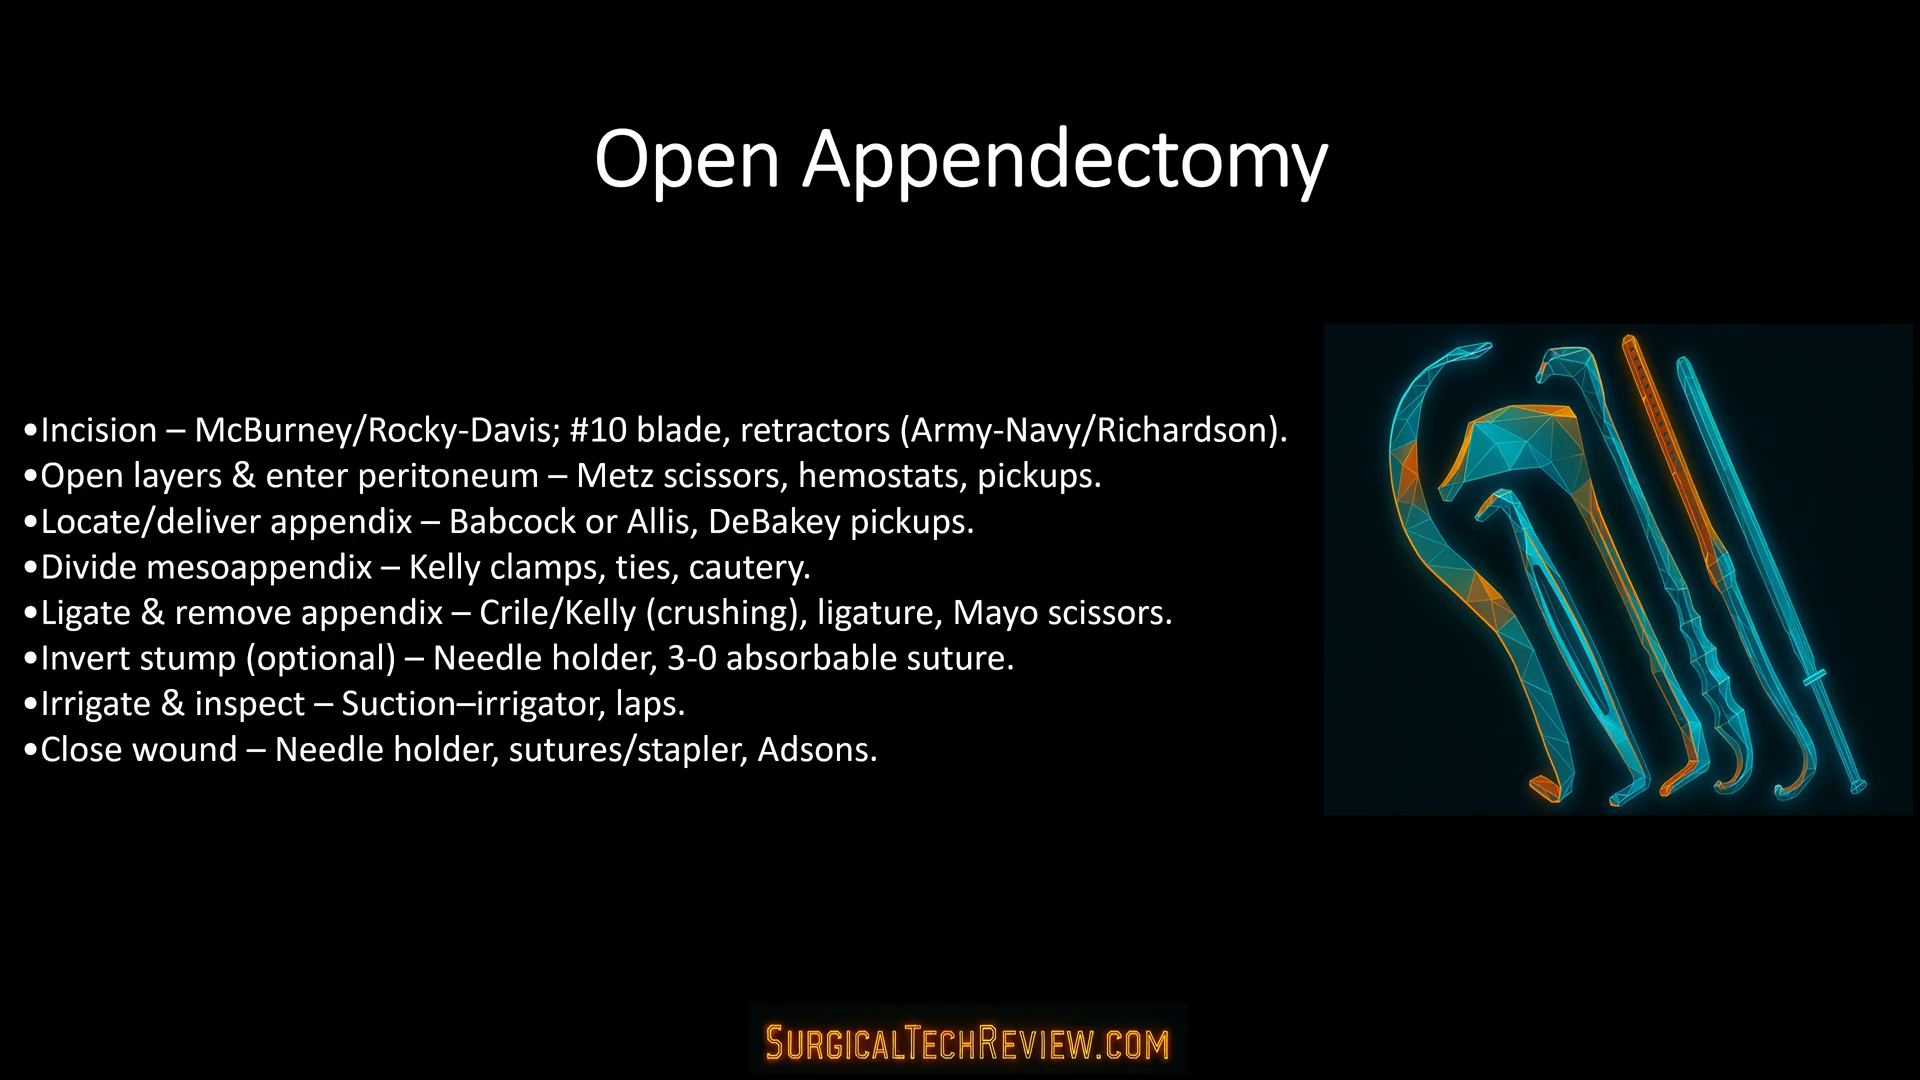 Open Appendectomy
•Incision – McBurney/Rocky-Davis; #10 blade, retractors (Army-Navy/Richardson).
•Open layers & enter peritoneum – Metz scissors, hemostats, pickups.
•Locate/deliver appendix – Babcock or Allis, DeBakey pickups.
•Divide mesoappendix – Kelly clamps, ties, cautery.
•Ligate & remove appendix – Crile/Kelly (crushing), ligature, Mayo scissors.
•Invert stump (optional) – Needle holder, 3-0 absorbable suture.
•Irrigate & inspect – Suction–irrigator, laps.
•Close wound – Needle holder, sutures/stapler, Adsons.
SurgicalTechReview.com